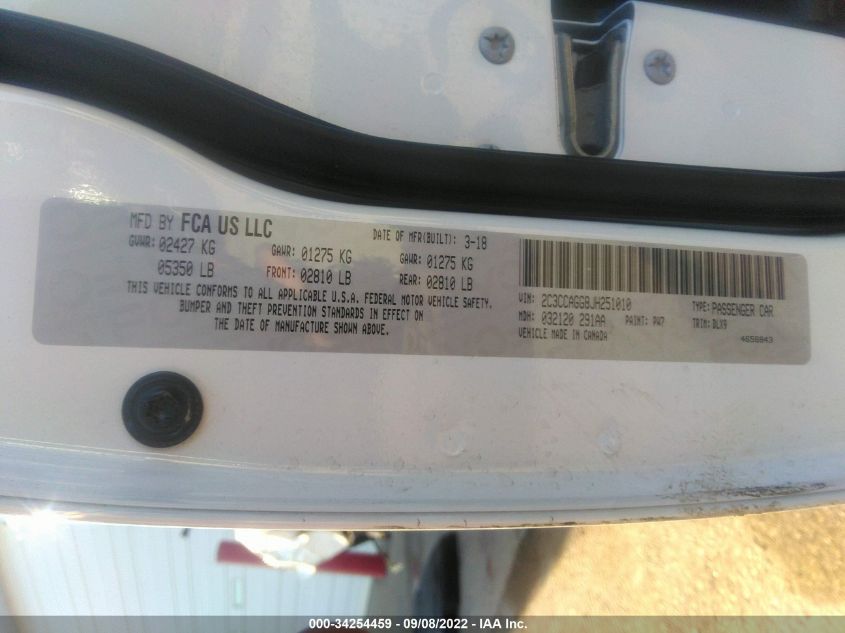 MFD BY FCA US LLC
DATE OF MFR(BUILT): 3-18
GVWR: 02427 KG GAWR: 01275 KG GAWR: 01275 KG
05350 LB FRONT: 02810 LB REAR: 02810 LB
THIS VEHICLE CONFORMS TO ALL APPLICABLE U.S.A. FEDERAL MOTOR VEHICLE SAFETY,
BUMPER AND THEFT PREVENTION STANDARDS IN EFFECT ON
THE DATE OF MANUFACTURE SHOWN ABOVE.
VIN: 2C3CCAGG8JH251010 TYPE: PASSENGER CAR
MDH: 032120 291AA PAINT: PW7 TRIM: DLX9
VEHICLE MADE IN CANADA 4658843
000-34254459 - 09/08/2022 - IAA Inc.